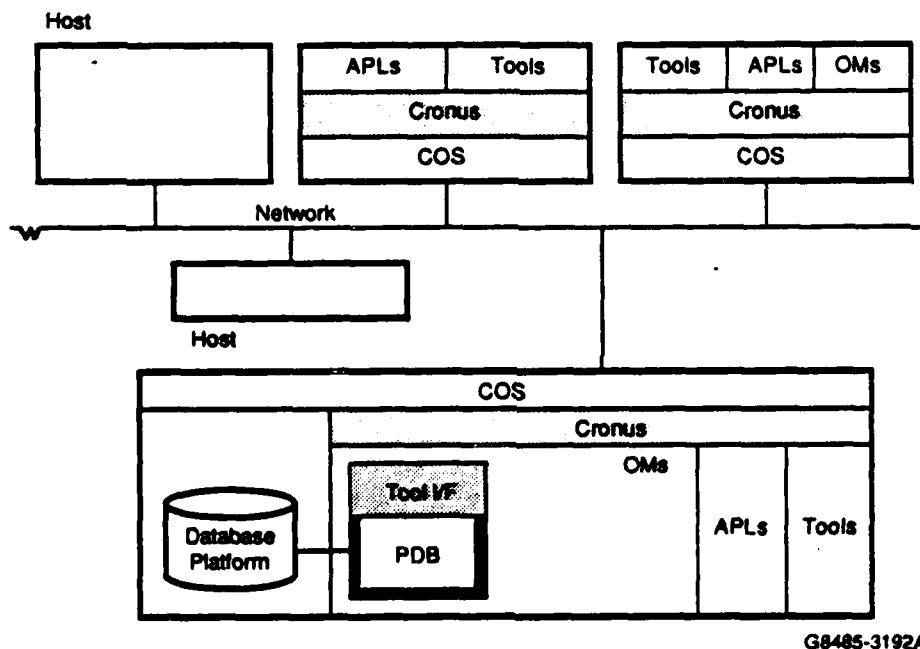 Host
APLs Tools
Tools APLs OMs
Cronus
Cronus
COS
COS
Network
Host
COS
Cronus
OMs
Tool I/F
APLs Tools
Database
Platform
PDB
G8485-3192A